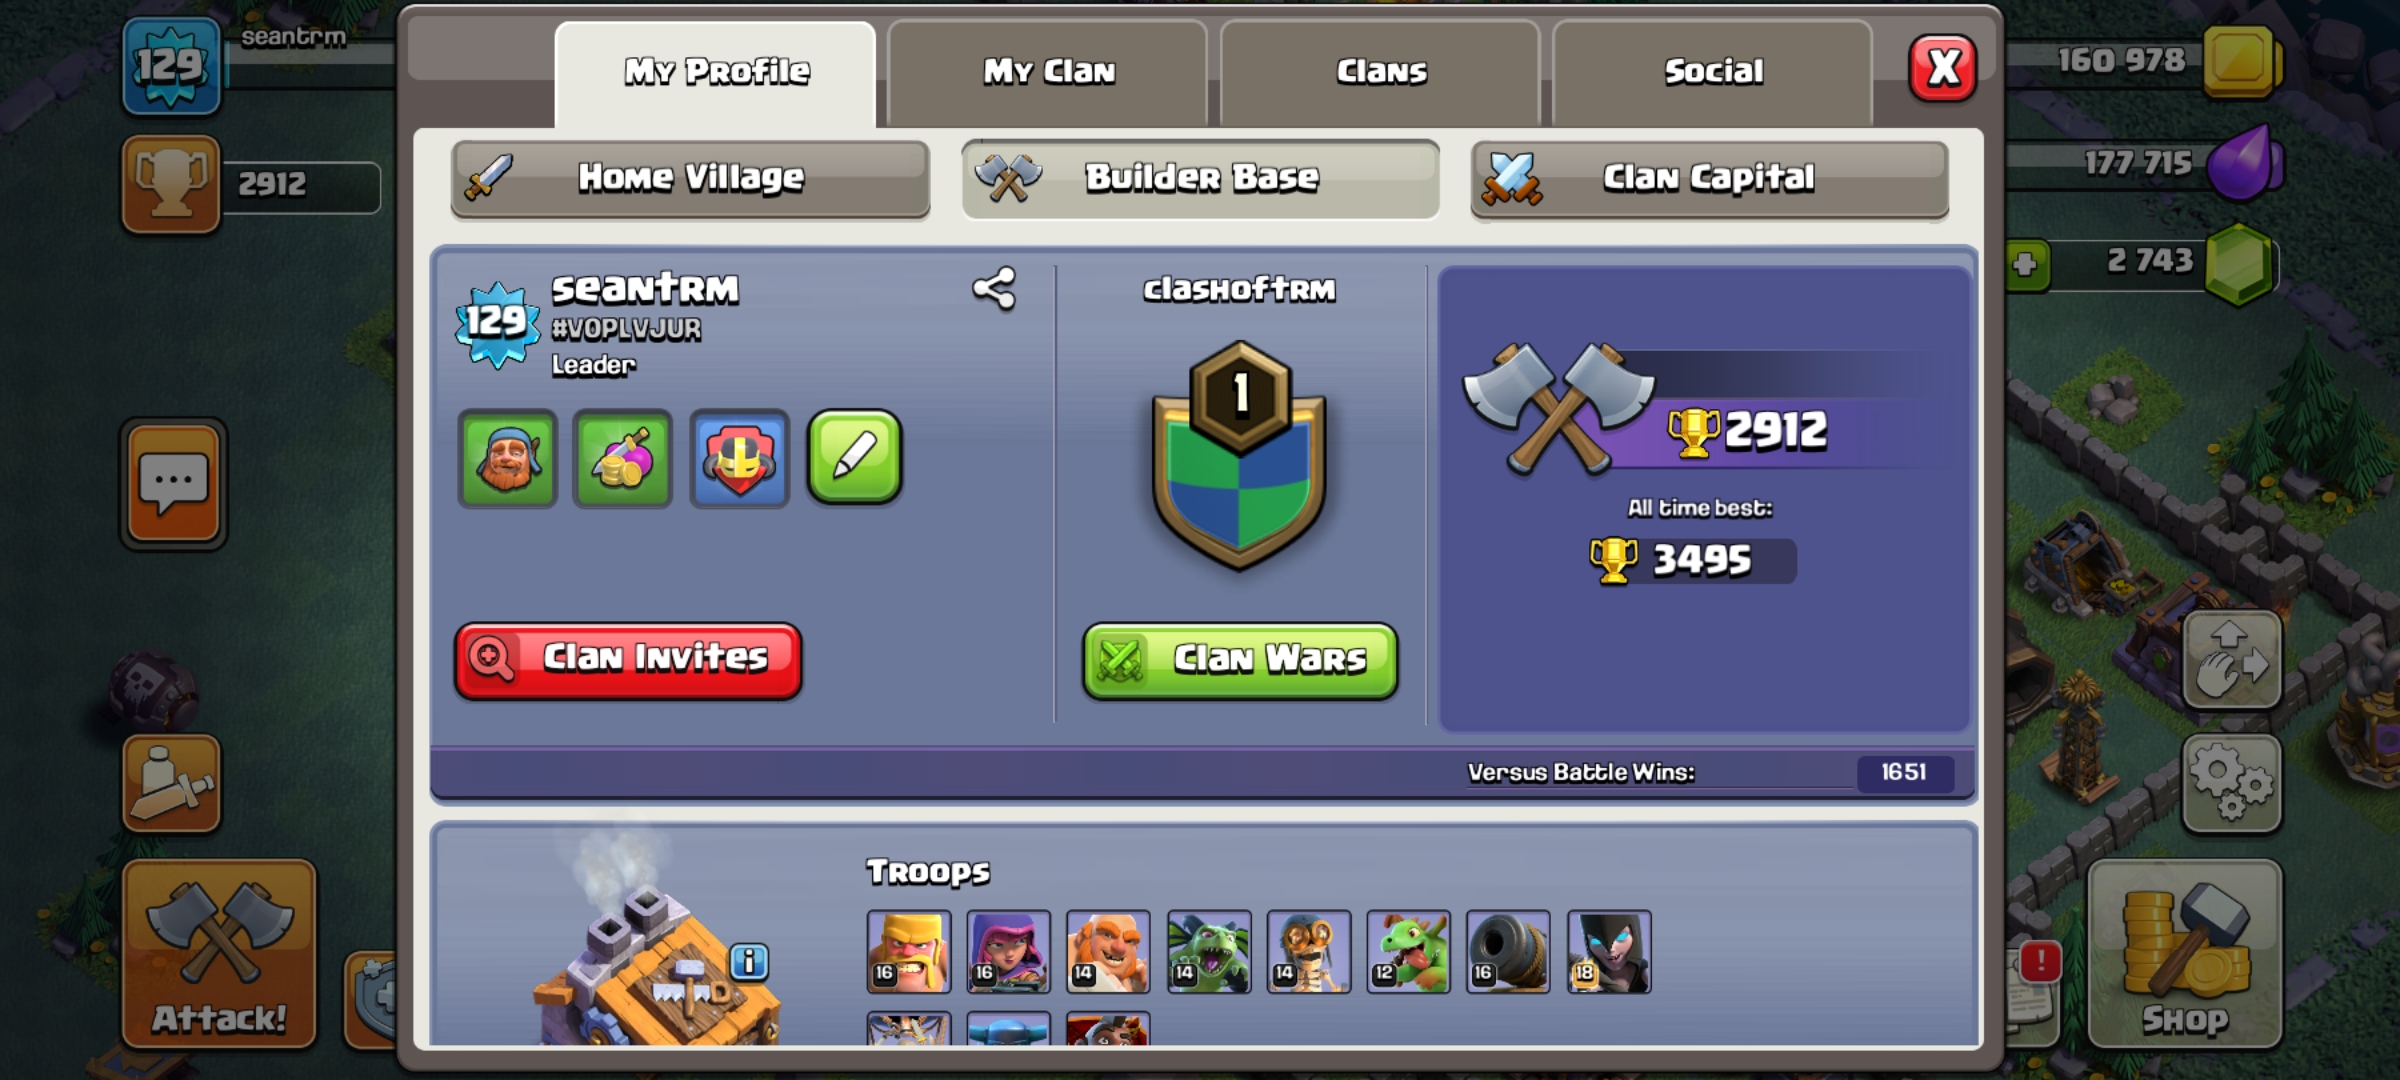 129
seantrm
2912
My Profile
My Clan
Clans
Social
X
160 978
177 715
2 743
Home Village
Builder Base
Clan Capital
129
seantrm
#V0PLVJUR
Leader
clashoftrm
1
2912
All time best:
3495
Clan Invites
Clan Wars
Versus Battle Wins:
1651
Troops
i
16
16
14
14
14
12
16
18
Attack!
!
Shop